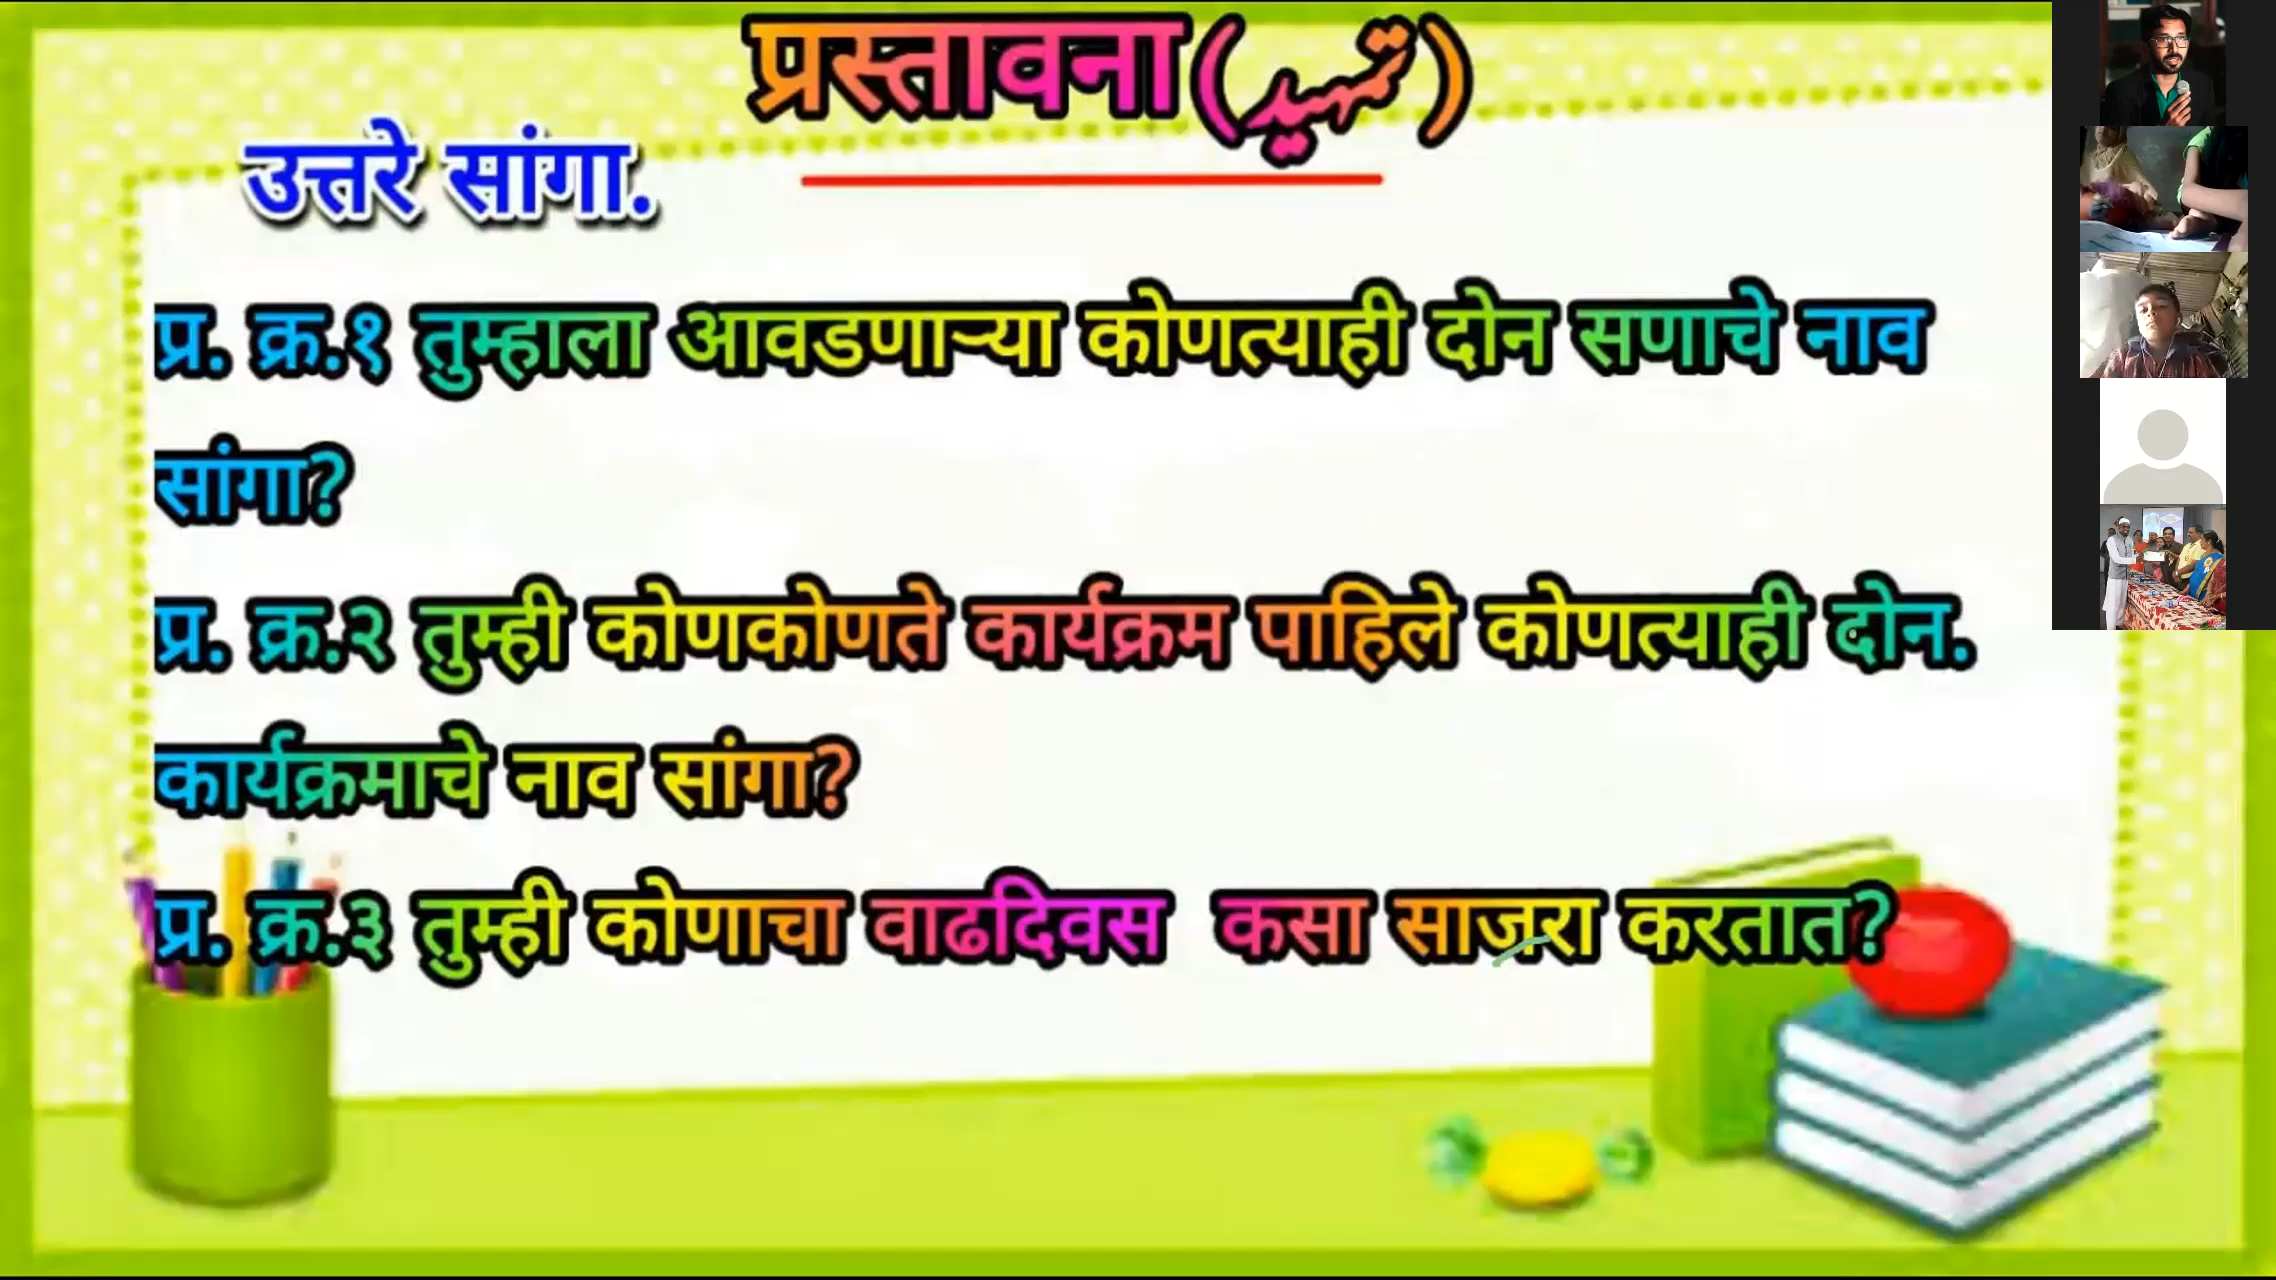 प्रस्तावना (تمہید)
उत्तरे सांगा.
प्र. क्र.१ तुम्हाला आवडणाऱ्या कोणत्याही दोन सणाचे नाव
सांगा?
प्र. क्र.२ तुम्ही कोणकोणते कार्यक्रम पाहिले कोणत्याही दोन.
कार्यक्रमाचे नाव सांगा?
प्र. क्र.३ तुम्ही कोणाचा वाढदिवस कसा साजरा करतात?